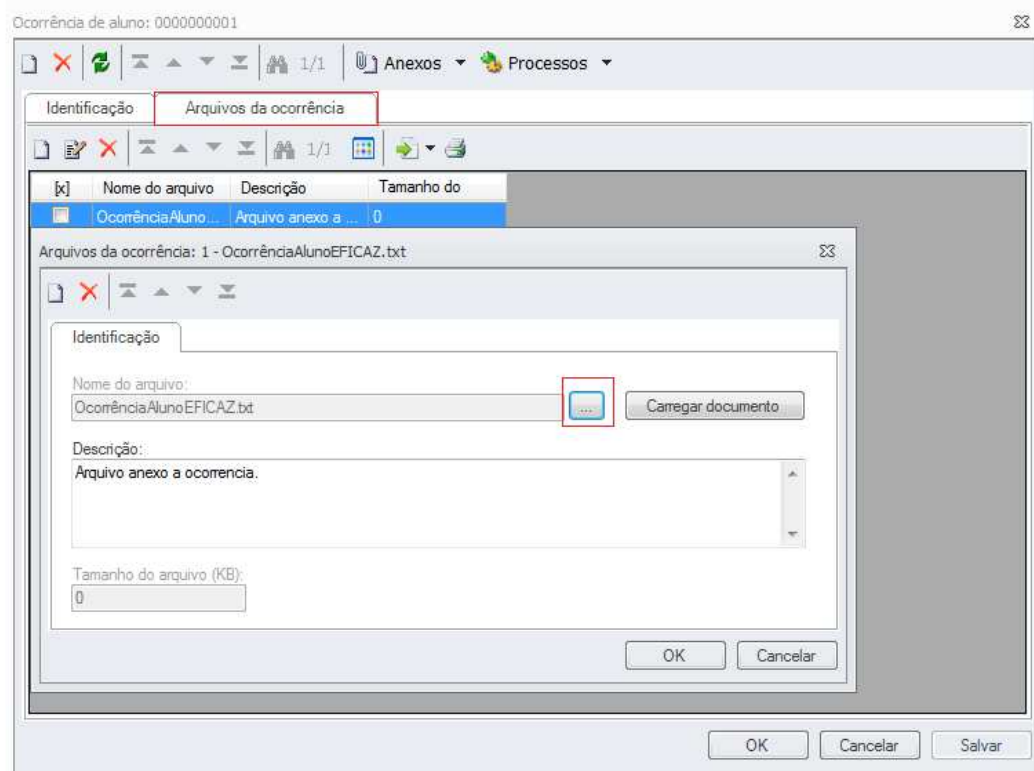 Ocorrência de aluno: 0000000001
1/1 Anexos Processos
Identificação Arquivos da ocorrência
1/1
[x] Nome do arquivo Descrição Tamanho do
OcorrênciaAluno... Arquivo anexo a ... 0
Arquivos da ocorrência: 1 - OcorrênciaAlunoEFICAZ.txt
Identificação
Nome do arquivo:
OcorrênciaAlunoEFICAZ.txt ... Carregar documento
Descrição:
Arquivo anexo a ocorrencia.
Tamanho do arquivo (KB):
0
OK Cancelar
OK Cancelar Salvar